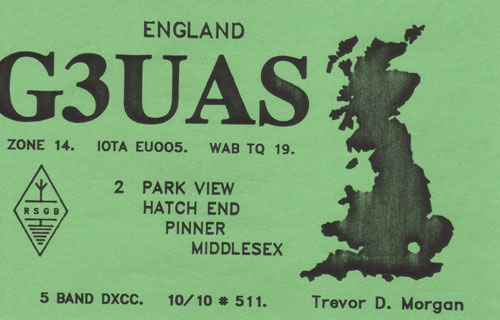 ENGLAND
G3UAS
ZONE 14. IOTA EU005. WAB TQ 19.
2 PARK VIEW
HATCH END
PINNER
MIDDLESEX
RSGB
5 BAND DXCC. 10/10 # 511. Trevor D. Morgan